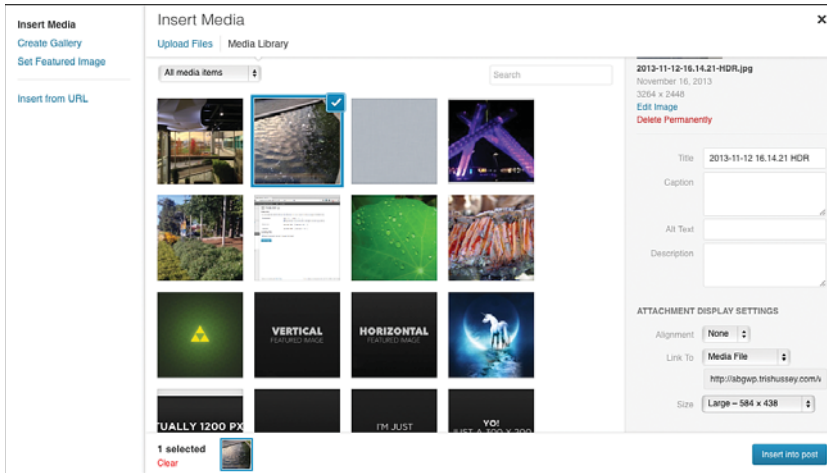 Insert Media
Create Gallery
Set Featured Image
Insert from URL
Insert Media
Upload Files Media Library
All media items
Search
2013-11-12-16.14.21-HDR.jpg
November 16, 2013
3264 × 2448
Edit Image
Delete Permanently
Title 2013-11-12 16.14.21 HDR
Caption
Alt Text
Description
VERTICAL
FEATURED IMAGE
HORIZONTAL
FEATURED IMAGE
TUALLY 1200 PX
I'M JUST
YO!
JUST A 300 X 200
ATTACHMENT DISPLAY SETTINGS
Alignment None
Link To Media File
http://abgwp.trishussey.com/
Size Large – 584 × 438
1 selected
Clear
Insert into post